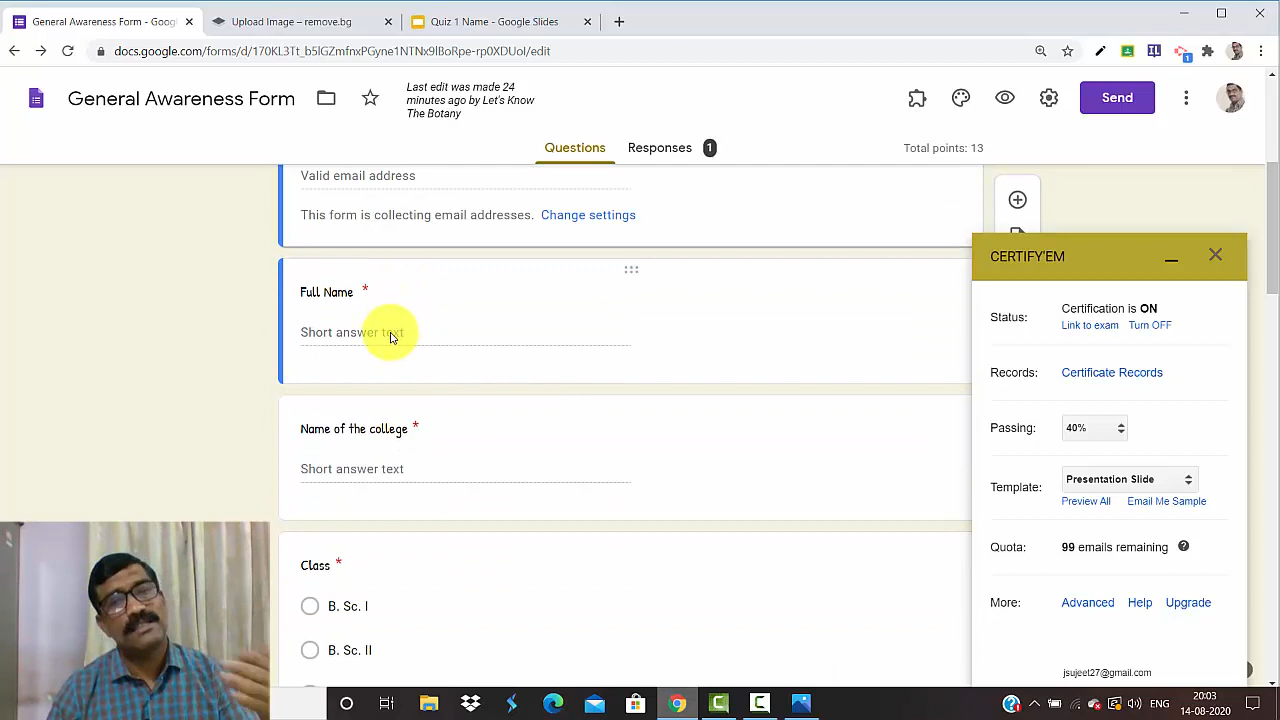 General Awareness Form - Goog
Upload Image – remove.bg
Quiz 1 Name - Google Slides
docs.google.com/forms/d/170KL3Tt_b5lGZmfnxPGyne1NTNx9lBoRpe-rp0XDUoI/edit
General Awareness Form
Last edit was made 24
minutes ago by Let's Know
The Botany
Send
Questions
Responses 1
Total points: 13
Valid email address
This form is collecting email addresses. Change settings
Full Name *
Short answer text
Name of the college *
Short answer text
Class *
B. Sc. I
B. Sc. II
CERTIFY'EM
Status:
Certification is ON
Link to exam Turn OFF
Records: Certificate Records
Passing: 40%
Template: Presentation Slide
Preview All Email Me Sample
Quota: 99 emails remaining
More: Advanced Help Upgrade
jsujeet27@gmail.com
ENG
20:03
14-08-2020